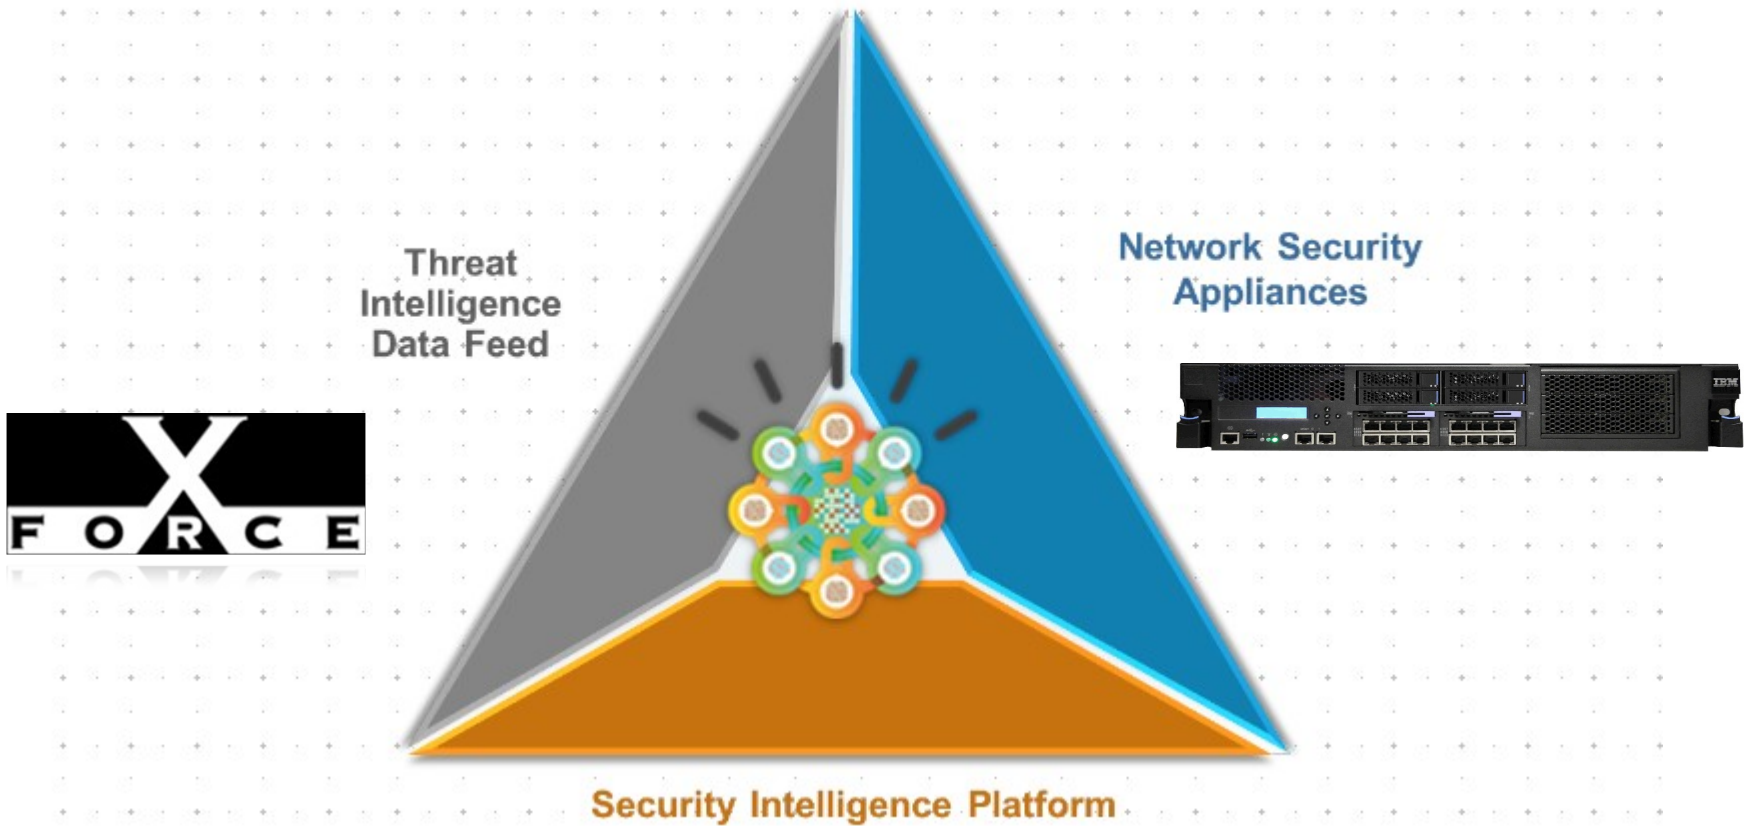 Threat
Intelligence
Data Feed
Network Security
Appliances
IBM
X
FORCE
Security Intelligence Platform